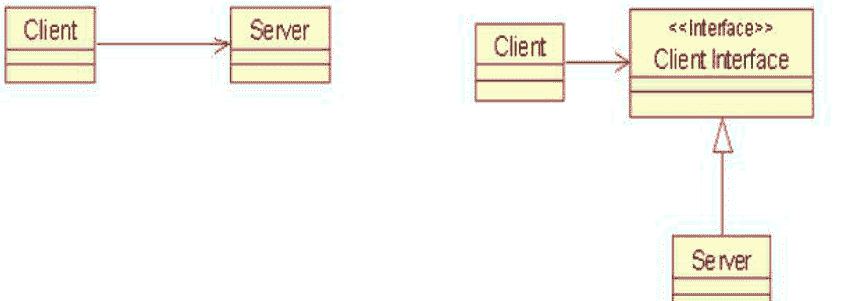 Client
Server
Client
<<Interface>>
Client Interface
Server